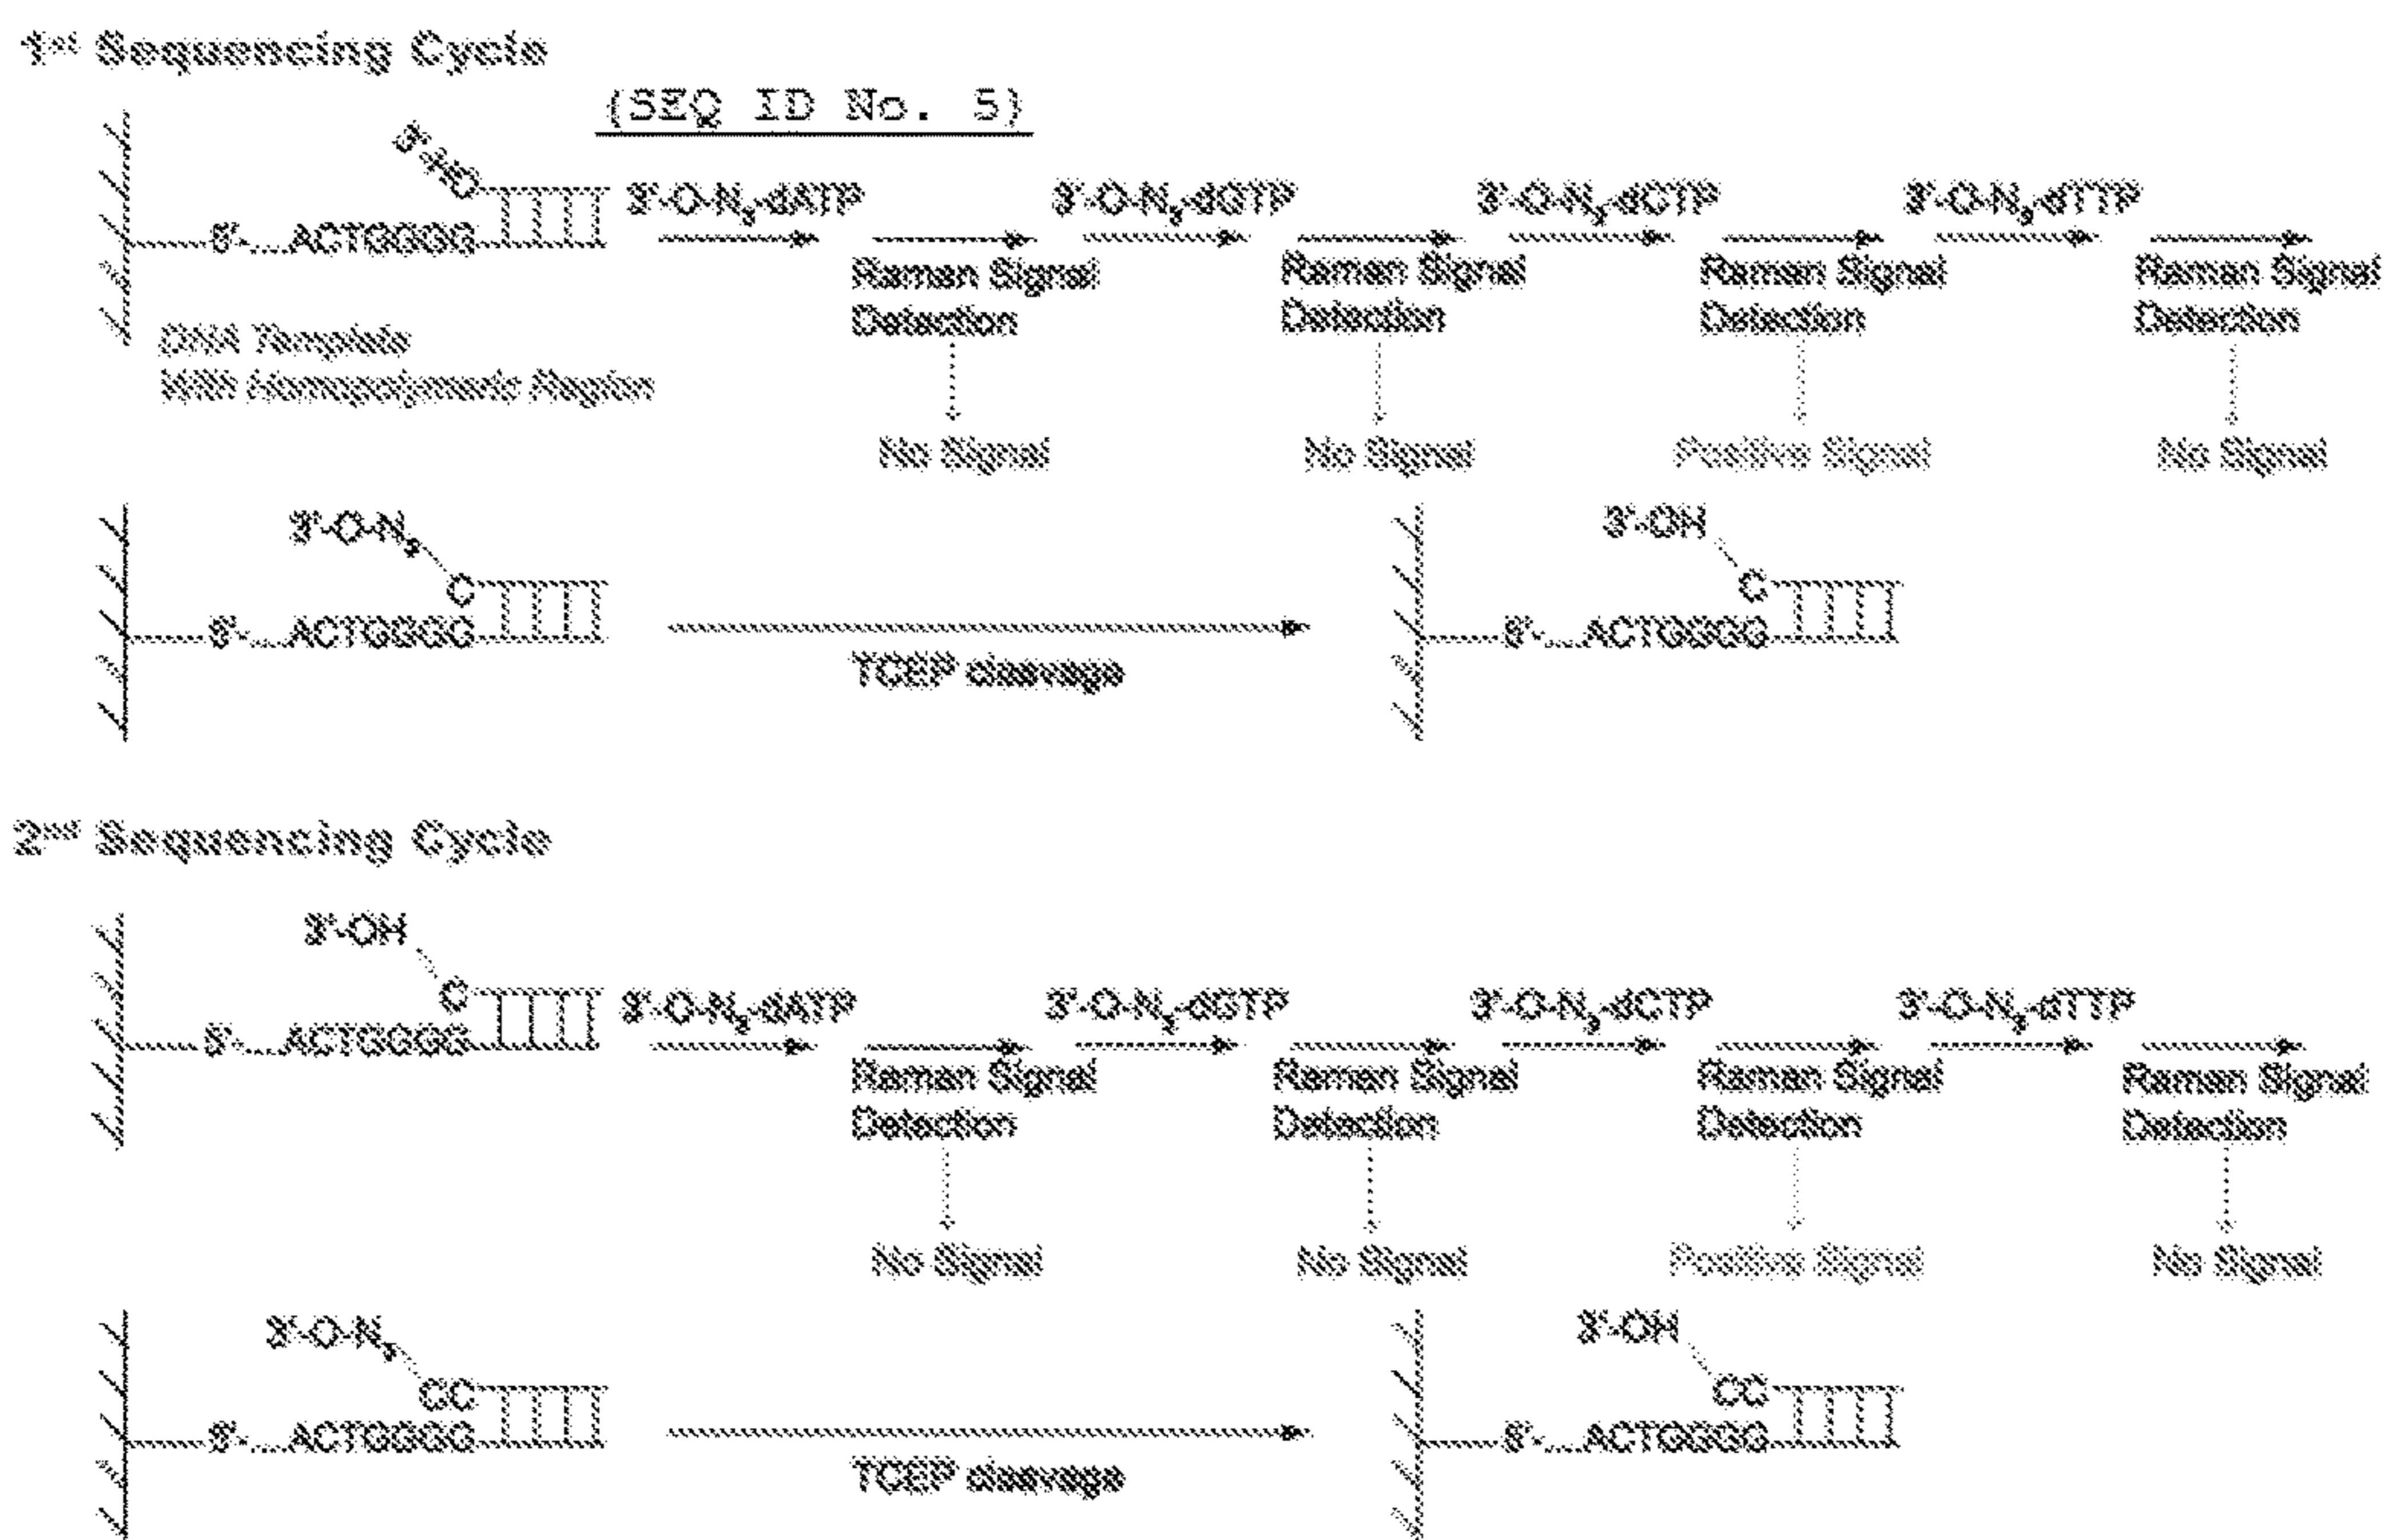 1st Sequencing Cycle
(SEQ ID No. 5)
3'-HO
3'-O-N3-dATP 3'-O-N3-dGTP 3'-O-N3-dCTP 3'-O-N3-dTTP
5'-....ACTGGGG
Raman Signal Detection
Raman Signal Detection
Raman Signal Detection
Raman Signal Detection
DNA Template
With Homopolymeric Region
No Signal No Signal Positive Signal No Signal
3'-O-N3 3'-OH
C C
5'-....ACTGGGG 5'-....ACTGGGG
TCEP cleavage
2nd Sequencing Cycle
3'-OH
C
3'-O-N3-dATP 3'-O-N3-dGTP 3'-O-N3-dCTP 3'-O-N3-dTTP
5'-....ACTGGGG
Raman Signal Detection
Raman Signal Detection
Raman Signal Detection
Raman Signal Detection
No Signal No Signal Positive Signal No Signal
3'-O-N3 3'-OH
CC CC
5'-....ACTGGGG 5'-....ACTGGGG
TCEP cleavage